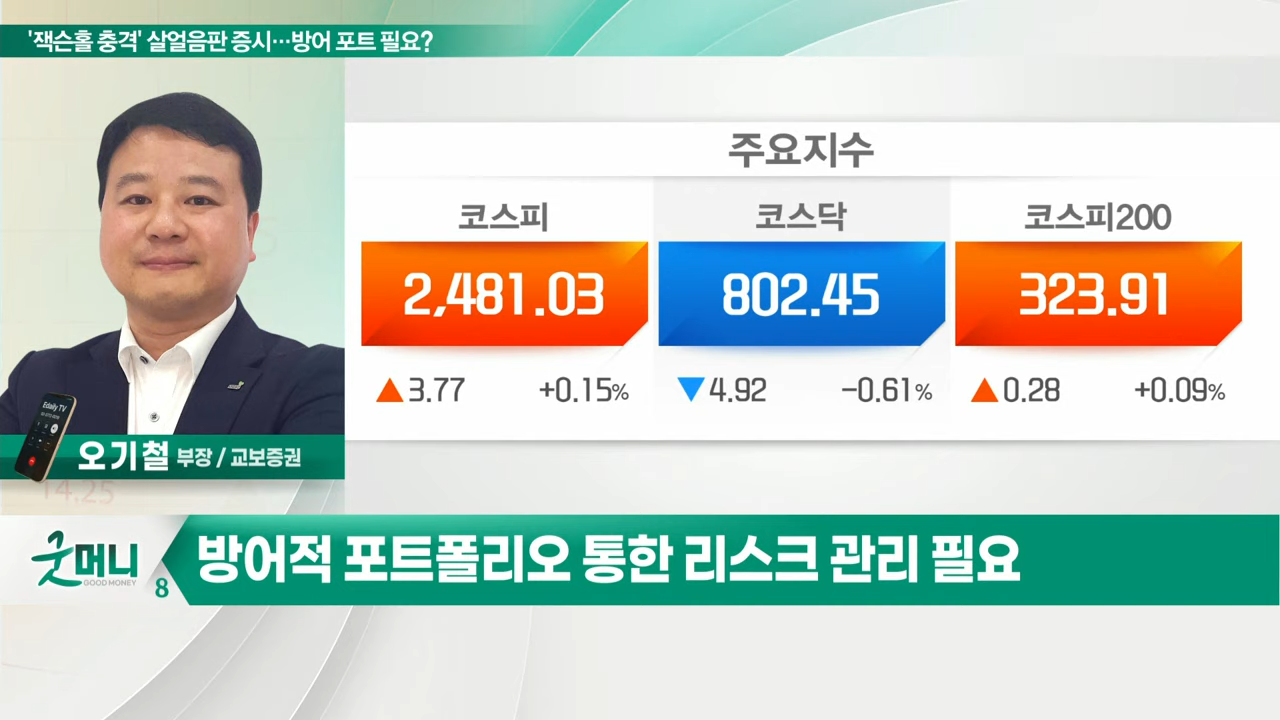 '잭슨홀 충격' 살얼음판 증시…방어 포트 필요?
주요지수
코스피
코스닥
코스피200
2,481.03
802.45
323.91
▲3.77 +0.15%
▼4.92 -0.61%
▲0.28 +0.09%
Edaily TV
오기철 부장 / 교보증권
14.25
굿머니
GOOD MONEY
8
방어적 포트폴리오 통한 리스크 관리 필요